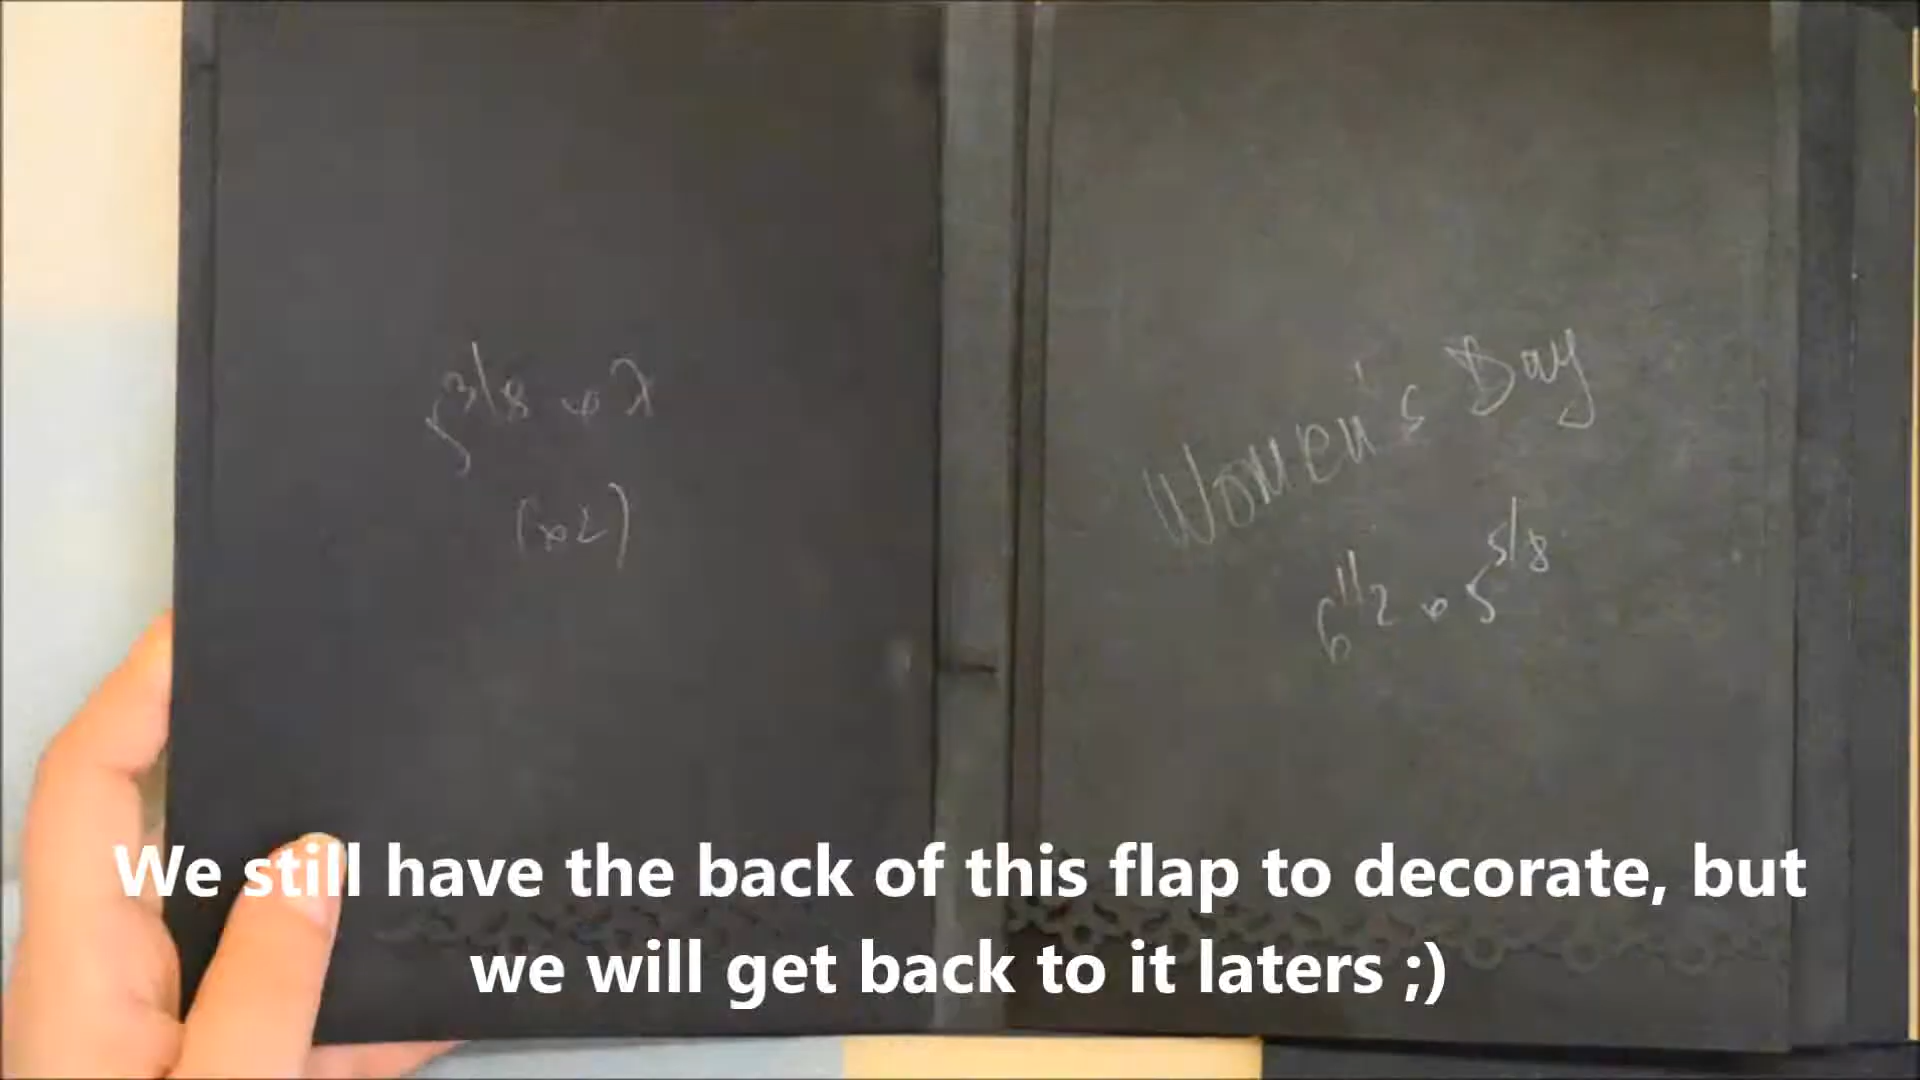 5 3/8 x 7
(x2)
Women's Day
6 1/2 x 5 5/8
We still have the back of this flap to decorate, but
we will get back to it laters ;)